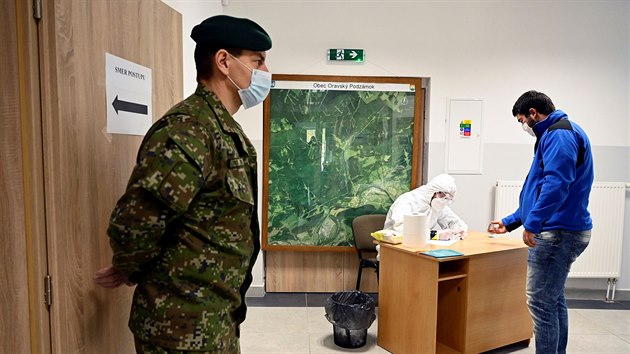 SMER POSTUPU
Obec Oravský Podzámok